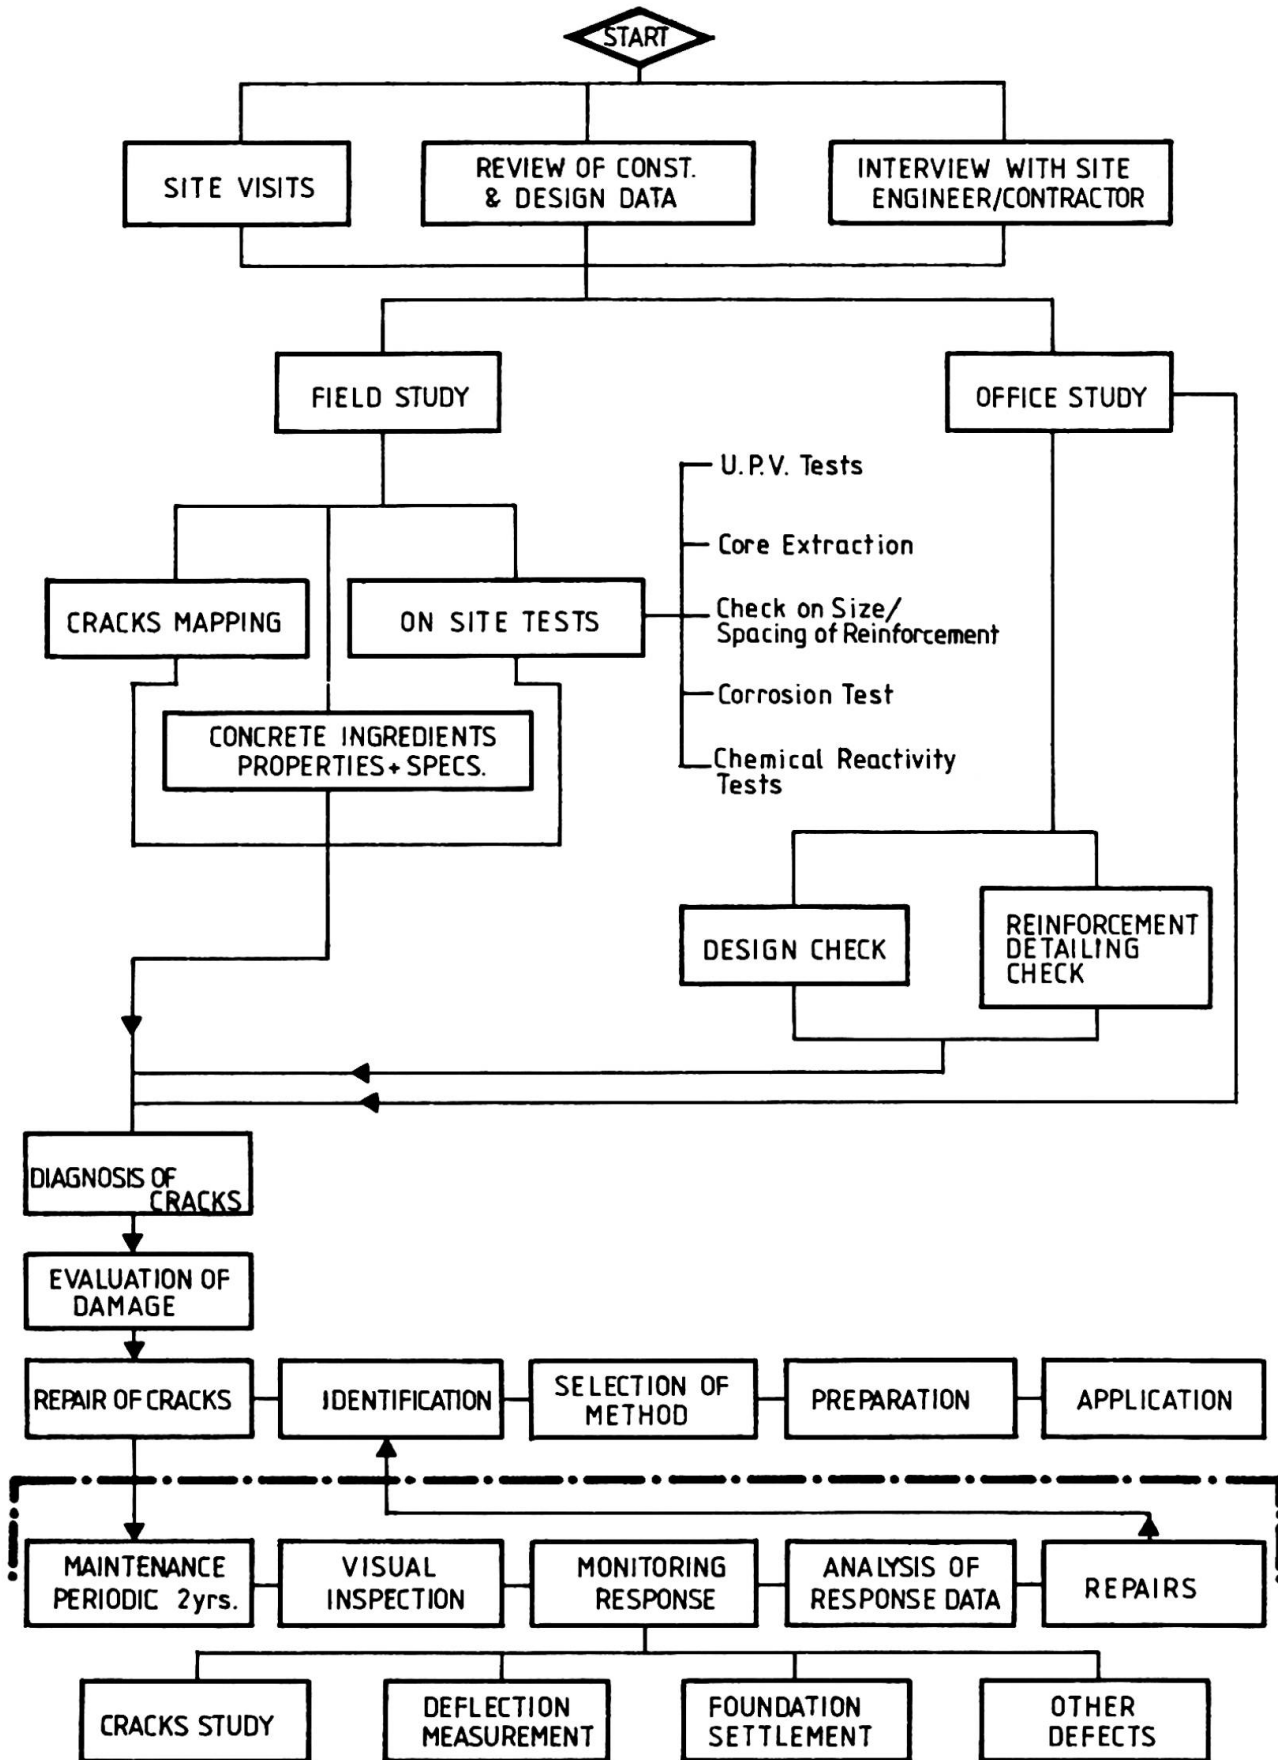 START
SITE VISITS
REVIEW OF CONST.
& DESIGN DATA
INTERVIEW WITH SITE
ENGINEER/CONTRACTOR
FIELD STUDY
OFFICE STUDY
U.P.V. Tests
Core Extraction
Check on Size/
Spacing of Reinforcement
Corrosion Test
Chemical Reactivity
Tests
CRACKS MAPPING
ON SITE TESTS
CONCRETE INGREDIENTS
PROPERTIES + SPECS.
DESIGN CHECK
REINFORCEMENT
DETAILING
CHECK
DIAGNOSIS OF
CRACKS
EVALUATION OF
DAMAGE
REPAIR OF CRACKS
IDENTIFICATION
SELECTION OF
METHOD
PREPARATION
APPLICATION
MAINTENANCE
PERIODIC 2yrs.
VISUAL
INSPECTION
MONITORING
RESPONSE
ANALYSIS OF
RESPONSE DATA
REPAIRS
CRACKS STUDY
DEFLECTION
MEASUREMENT
FOUNDATION
SETTLEMENT
OTHER
DEFECTS